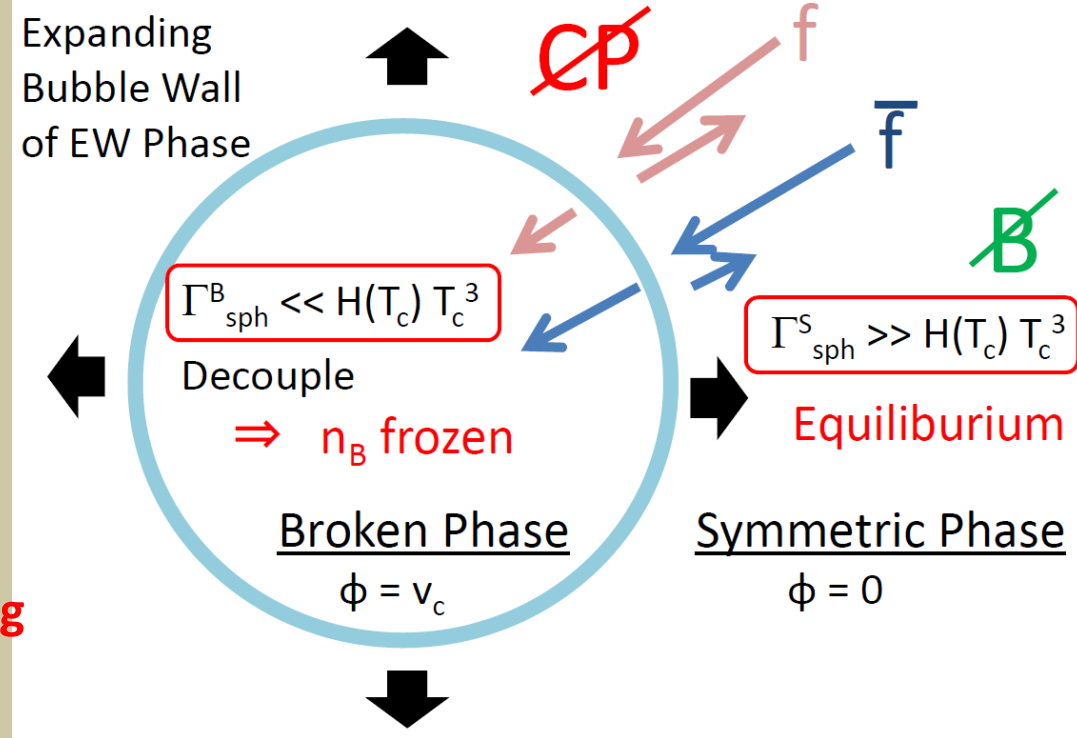 Expanding
Bubble Wall
of EW Phase
CP
f
f̅
B
Γ^B_sph << H(T_c) T_c^3
Γ^S_sph >> H(T_c) T_c^3
Decouple
⇒ n_B frozen
Equiliburium
Broken Phase
Symmetric Phase
ϕ = v_c
ϕ = 0
g